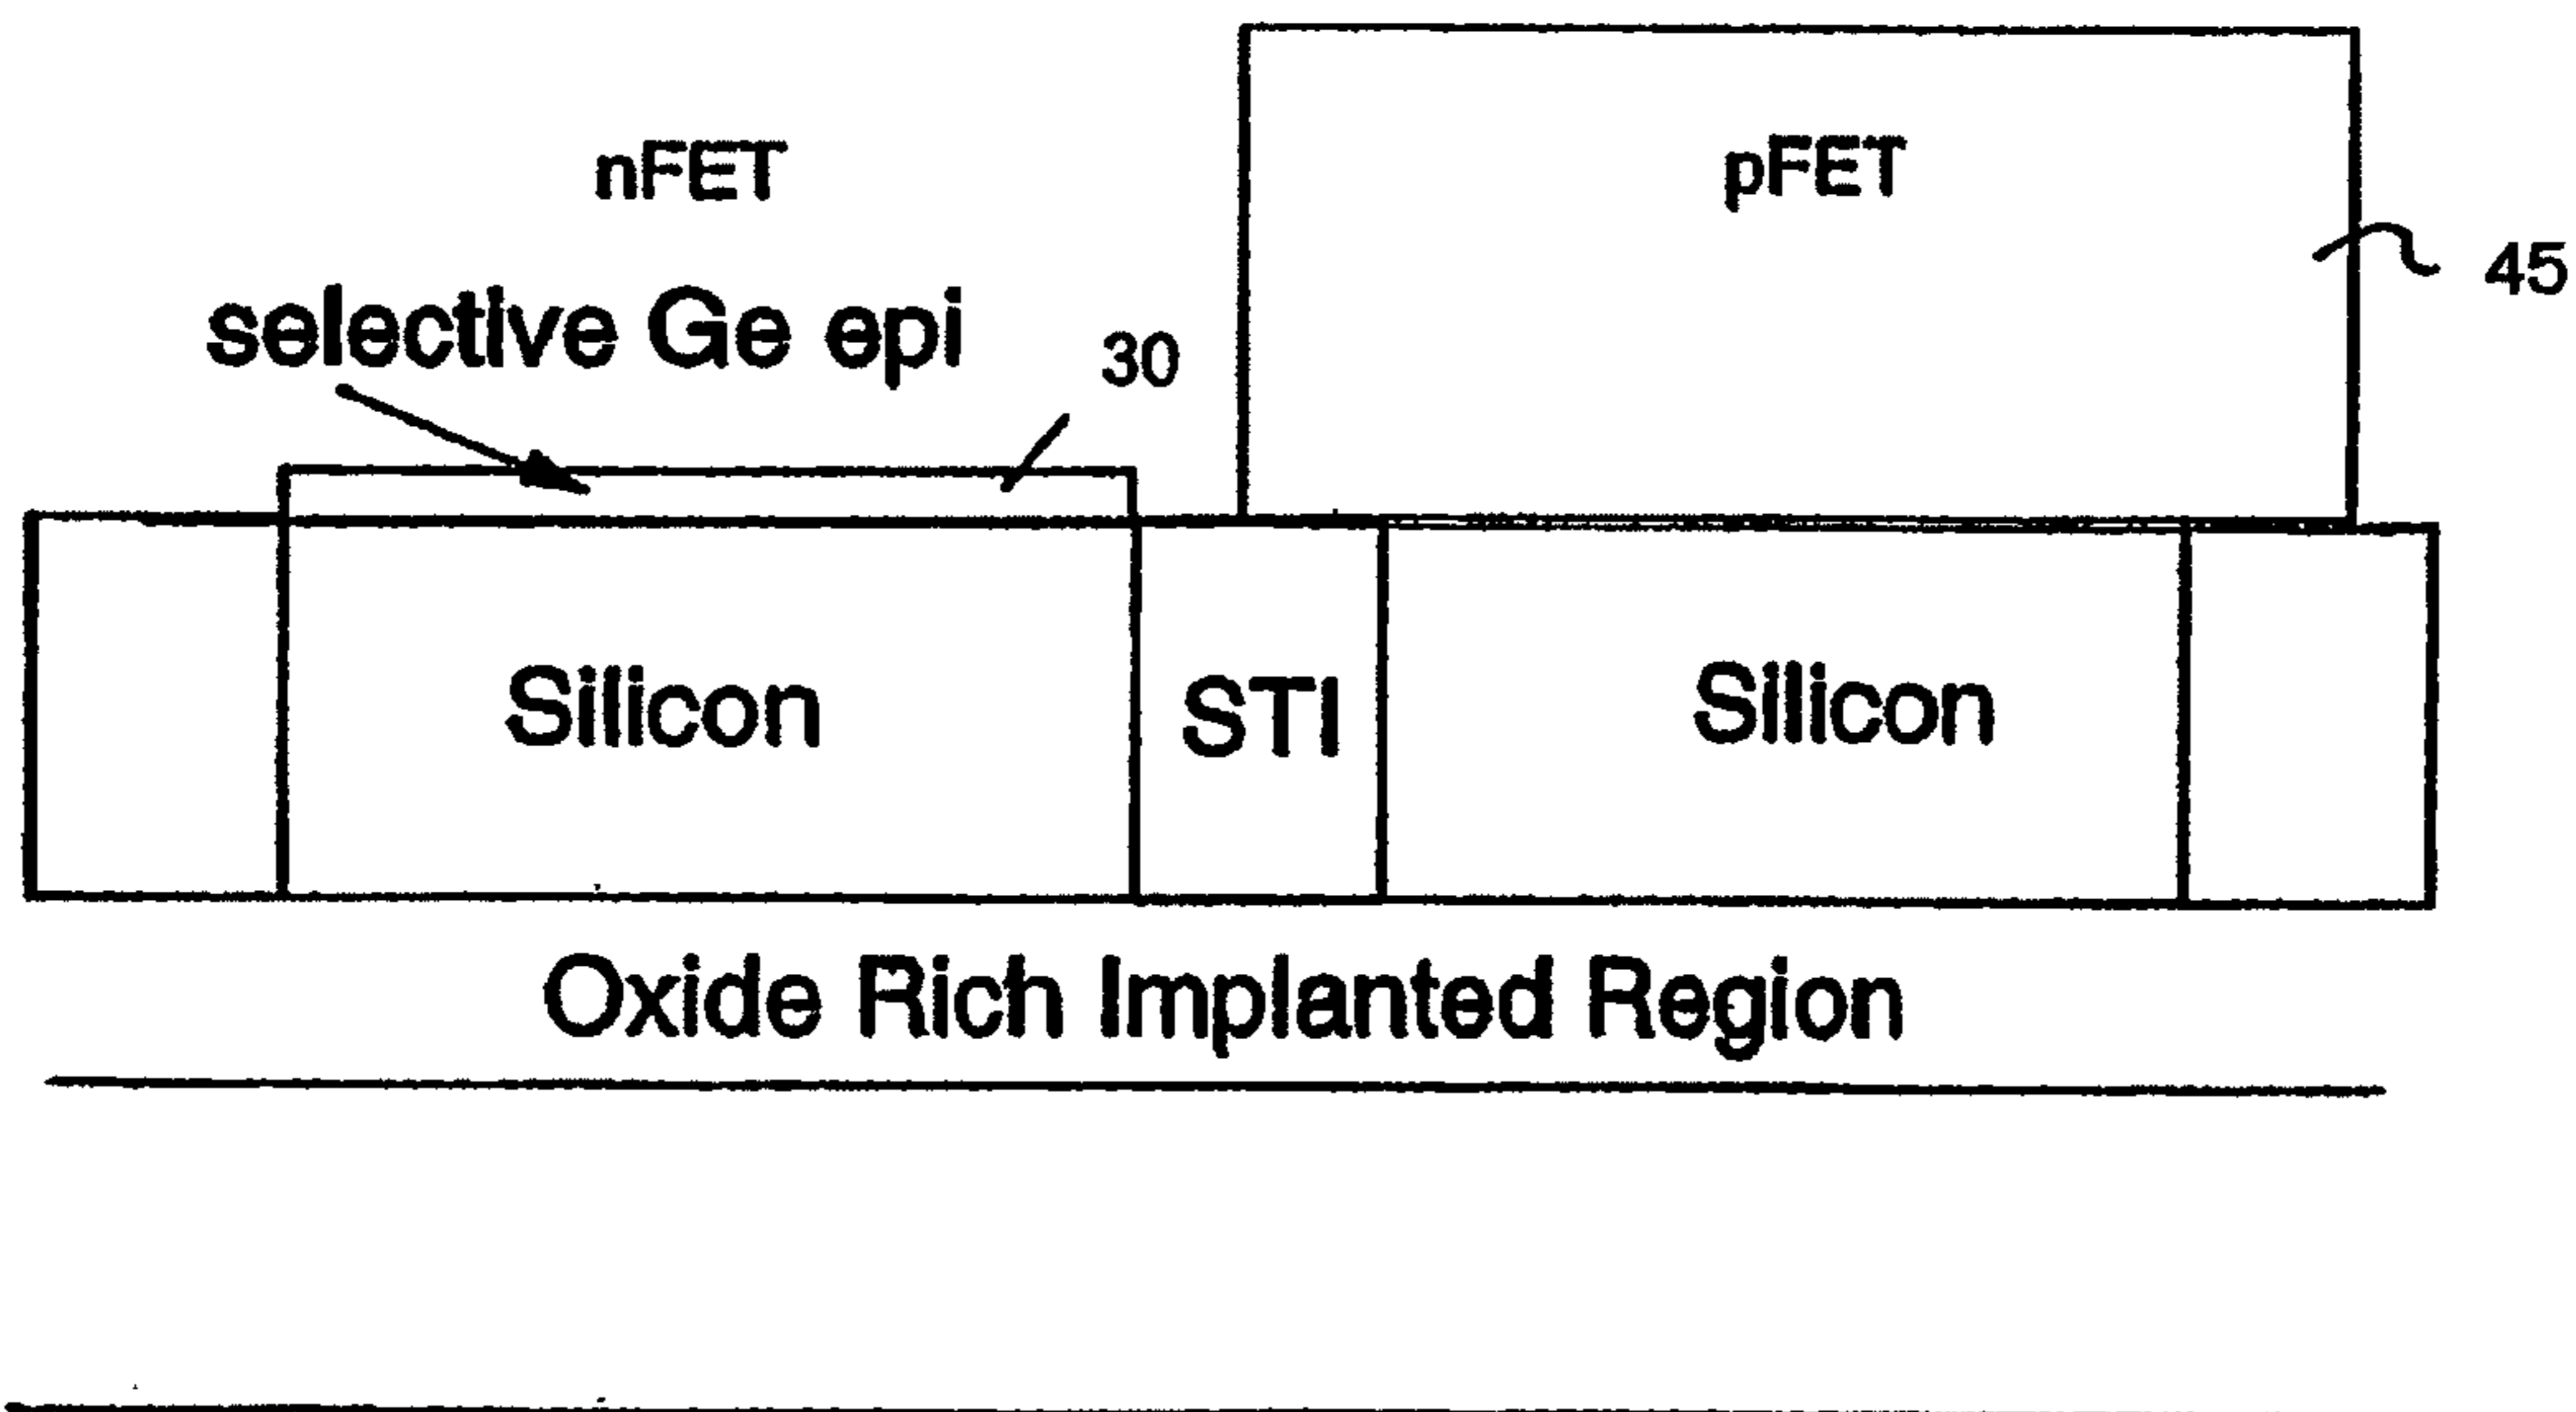 nFET
pFET
45
selective Ge epi
30
Silicon
STI
Silicon
Oxide Rich Implanted Region